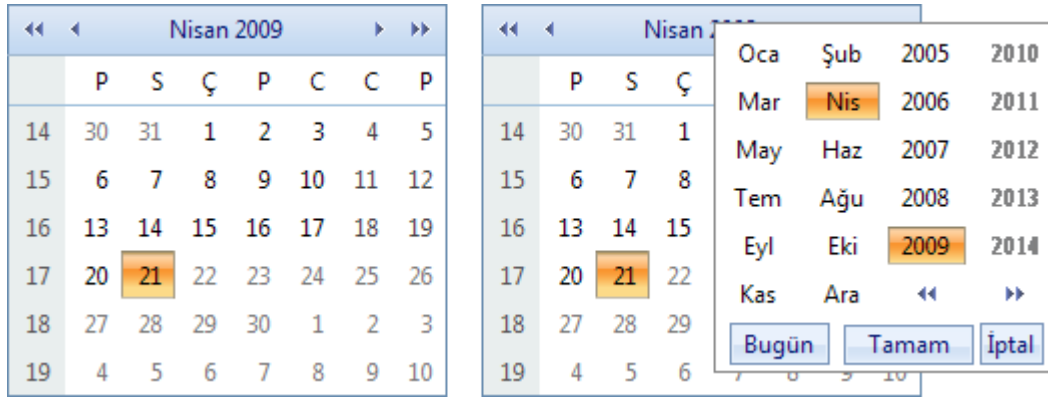 Nisan 2009
P S Ç P C C P
14 30 31 1 2 3 4 5
15 6 7 8 9 10 11 12
16 13 14 15 16 17 18 19
17 20 21 22 23 24 25 26
18 27 28 29 30 1 2 3
19 4 5 6 7 8 9 10
Nisan
P S Ç
14 30 31 1
15 6 7 8
16 13 14 15
17 20 21 22
18 27 28 29
19 4 5 6
Oca Şub 2005 2010
Mar Nis 2006 2011
May Haz 2007 2012
Tem Ağu 2008 2013
Eyl Eki 2009 2014
Kas Ara
Bugün Tamam İptal